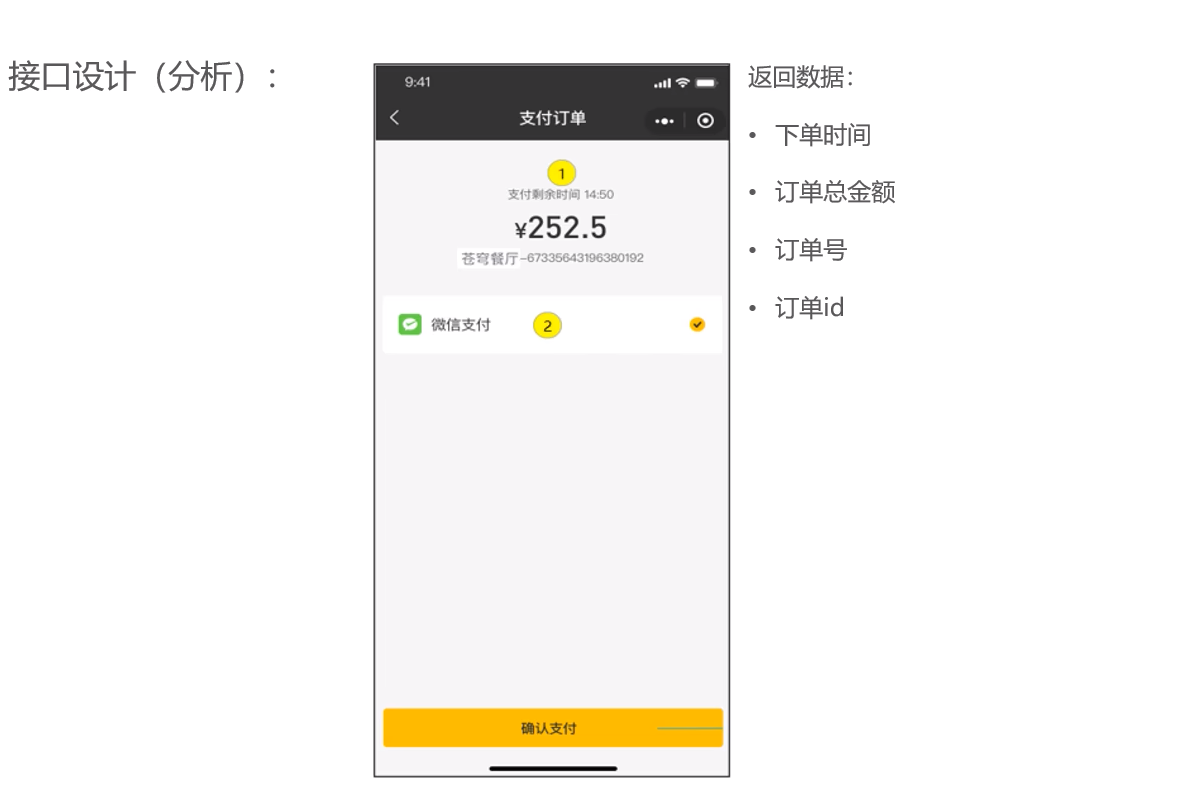 接口设计（分析）：
9:41
支付订单
1
支付剩余时间 14:50
¥252.5
苍穹餐厅-67335643196380192
微信支付
2
确认支付
返回数据：
• 下单时间
• 订单总金额
• 订单号
• 订单id